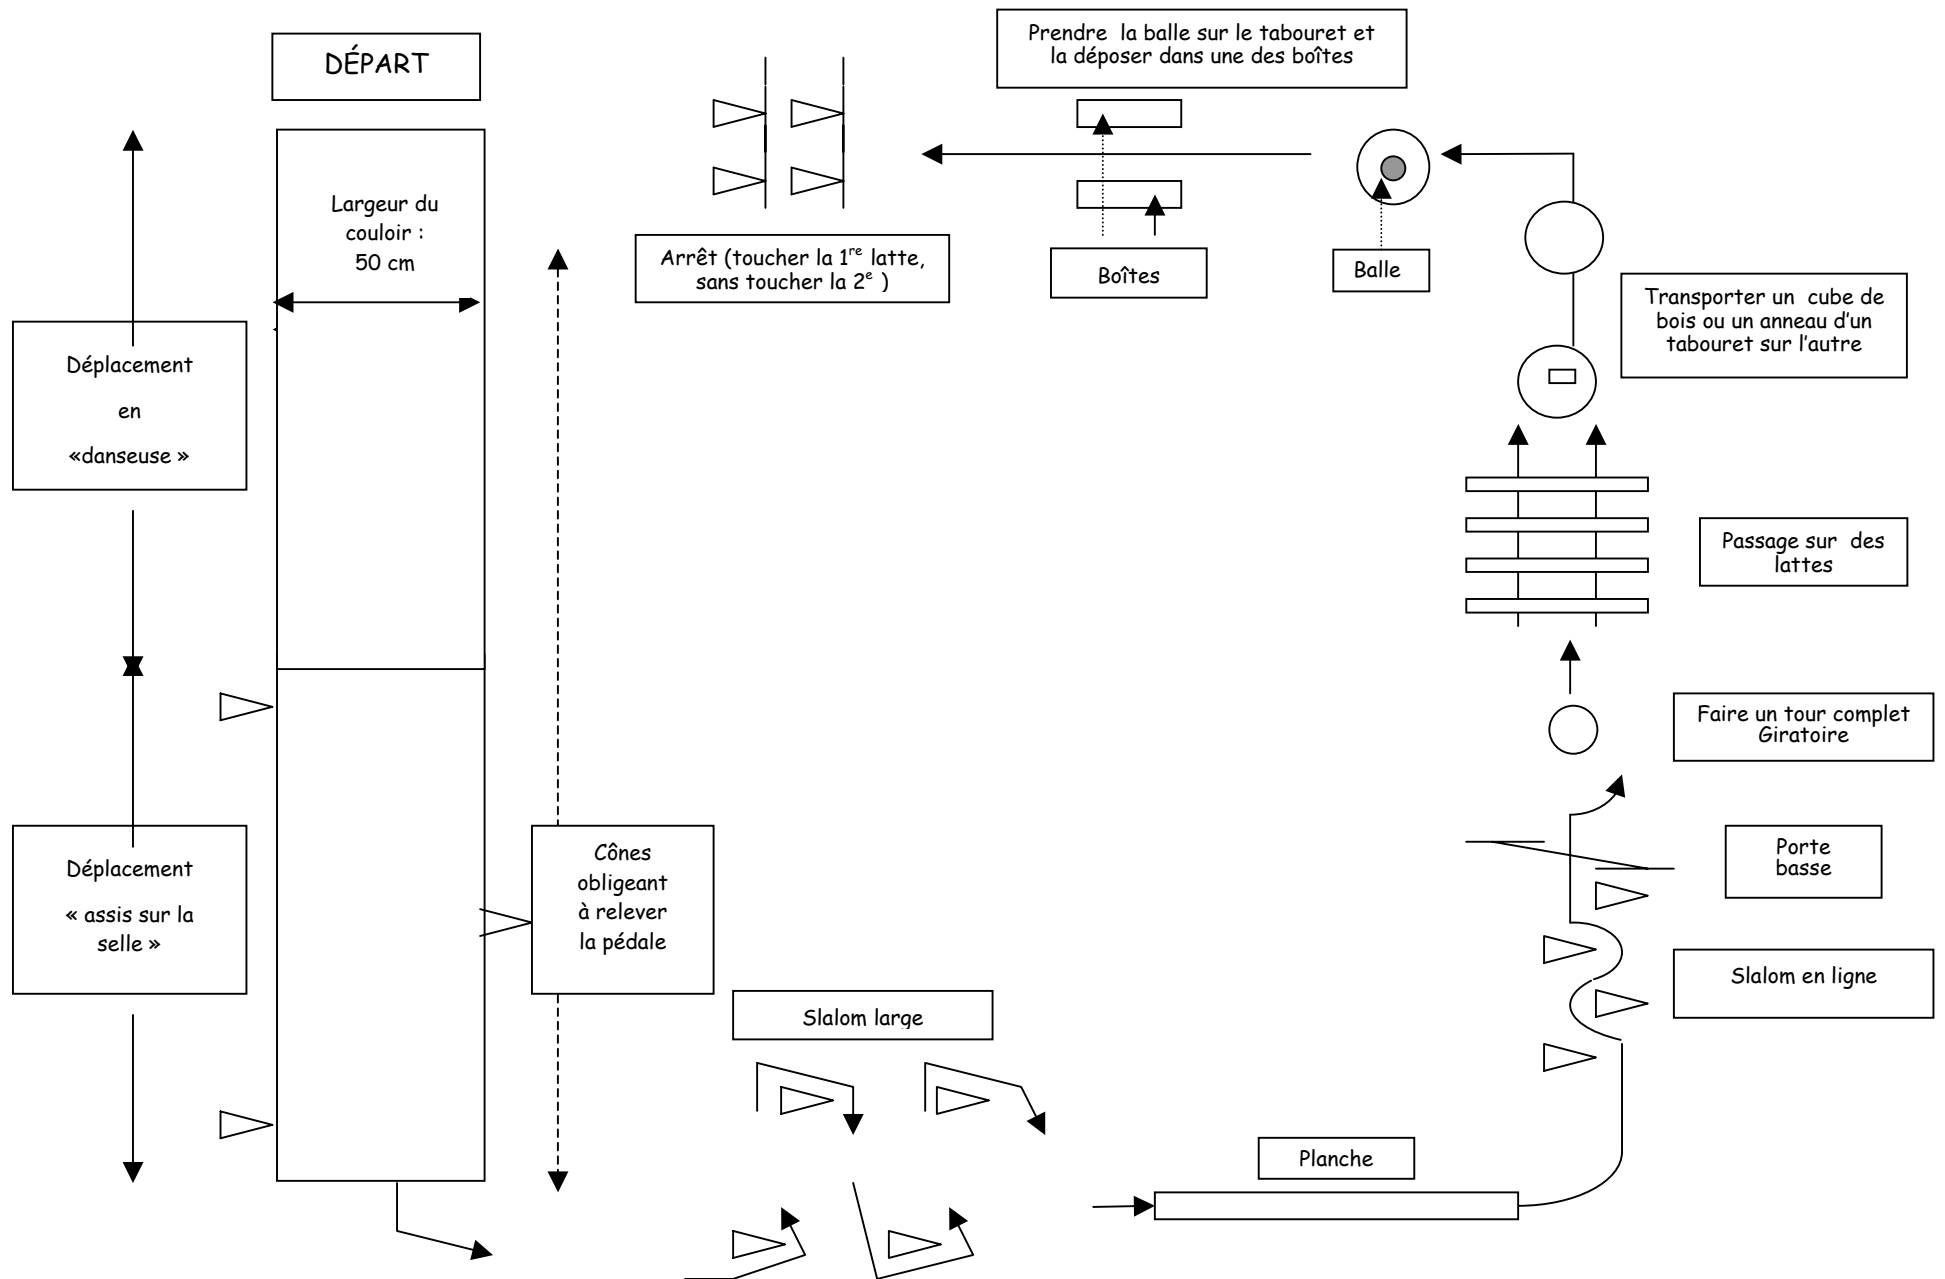 DÉPART
Largeur du
couloir :
50 cm
Déplacement
en
«danseuse »
Déplacement
« assis sur la
selle »
Cônes
obligeant
à relever
la pédale
Slalom large
Planche
Slalom en ligne
Porte
basse
Faire un tour complet
Giratoire
Passage sur des
lattes
Transporter un cube de
bois ou un anneau d’un
tabouret sur l’autre
Balle
Prendre la balle sur le tabouret et
la déposer dans une des boîtes
Boîtes
Arrêt (toucher la 1re latte,
sans toucher la 2e )